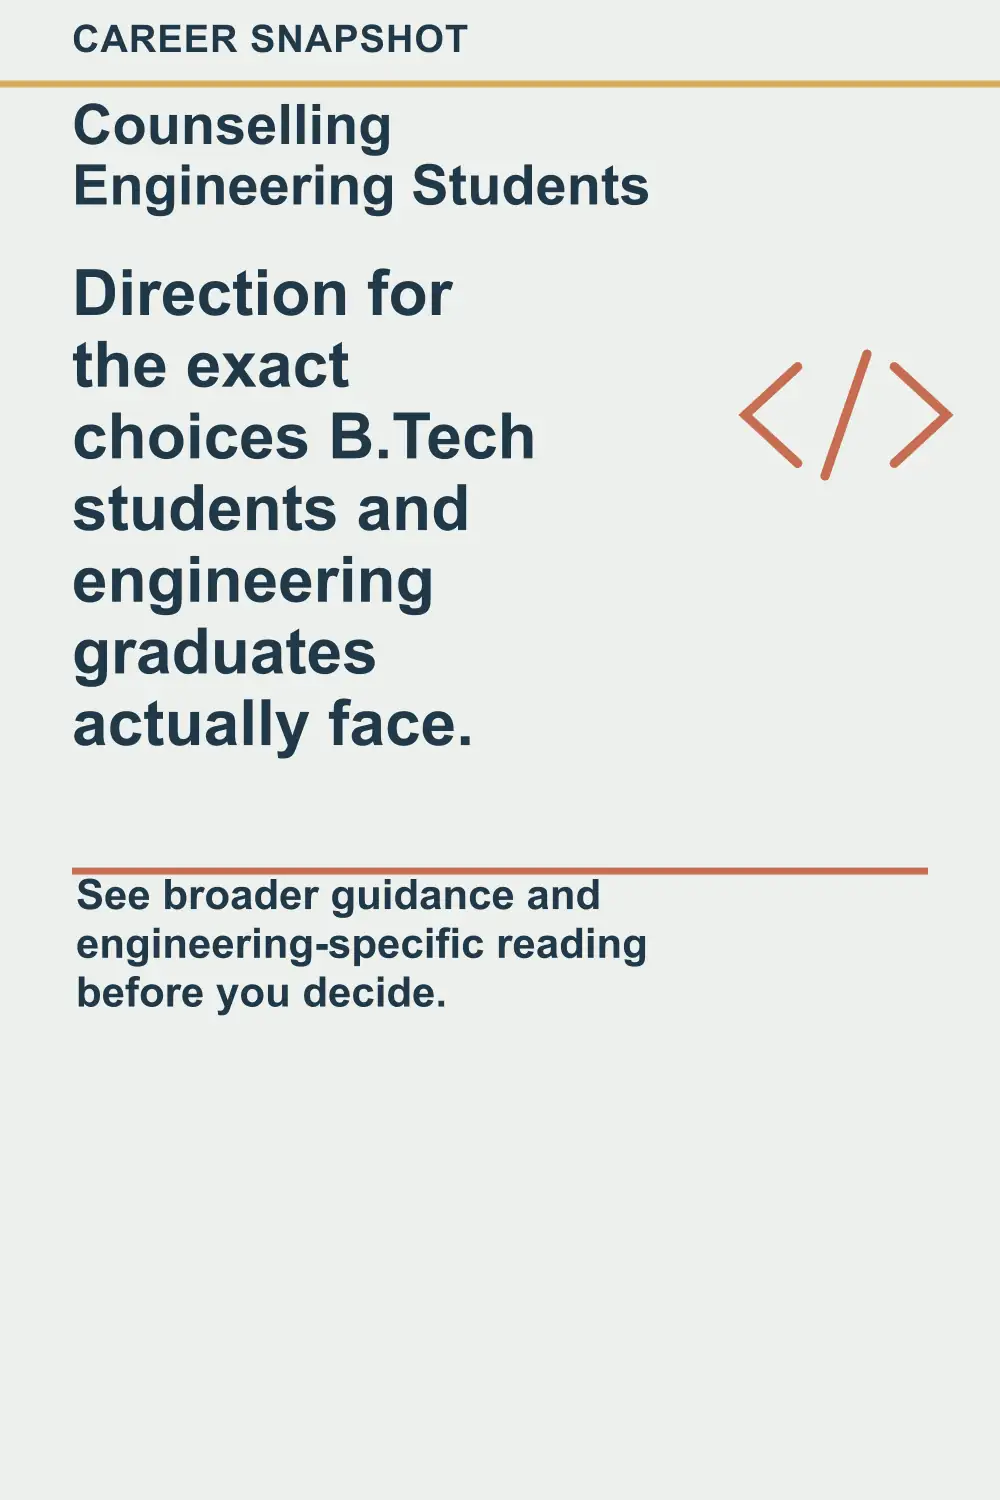 CAREER SNAPSHOT
Counselling
Engineering Students
Direction for
the exact
choices B.Tech
students and
engineering
graduates
actually face.
</>
See broader guidance and
engineering-specific reading
before you decide.